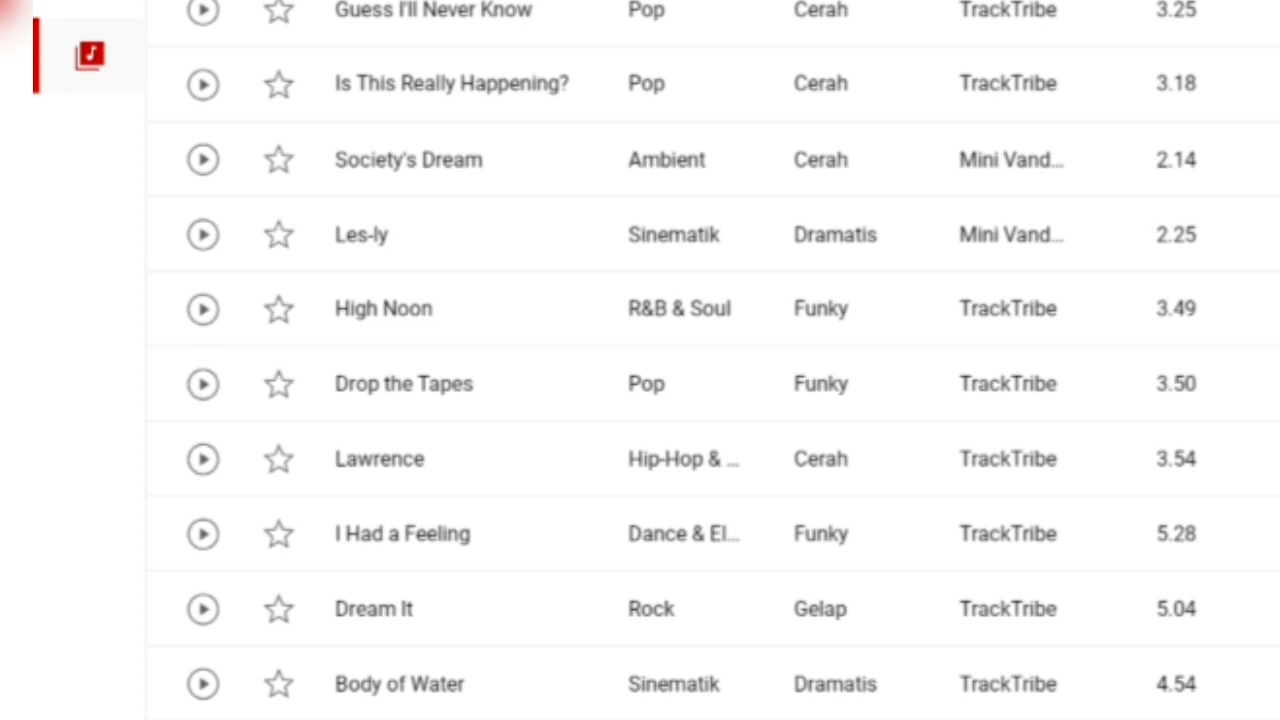 Guess I'll Never Know Pop Cerah TrackTribe 3.25
Is This Really Happening? Pop Cerah TrackTribe 3.18
Society's Dream Ambient Cerah Mini Vand... 2.14
Les-ly Sinematik Dramatis Mini Vand... 2.25
High Noon R&B & Soul Funky TrackTribe 3.49
Drop the Tapes Pop Funky TrackTribe 3.50
Lawrence Hip-Hop & ... Cerah TrackTribe 3.54
I Had a Feeling Dance & El... Funky TrackTribe 5.28
Dream It Rock Gelap TrackTribe 5.04
Body of Water Sinematik Dramatis TrackTribe 4.54